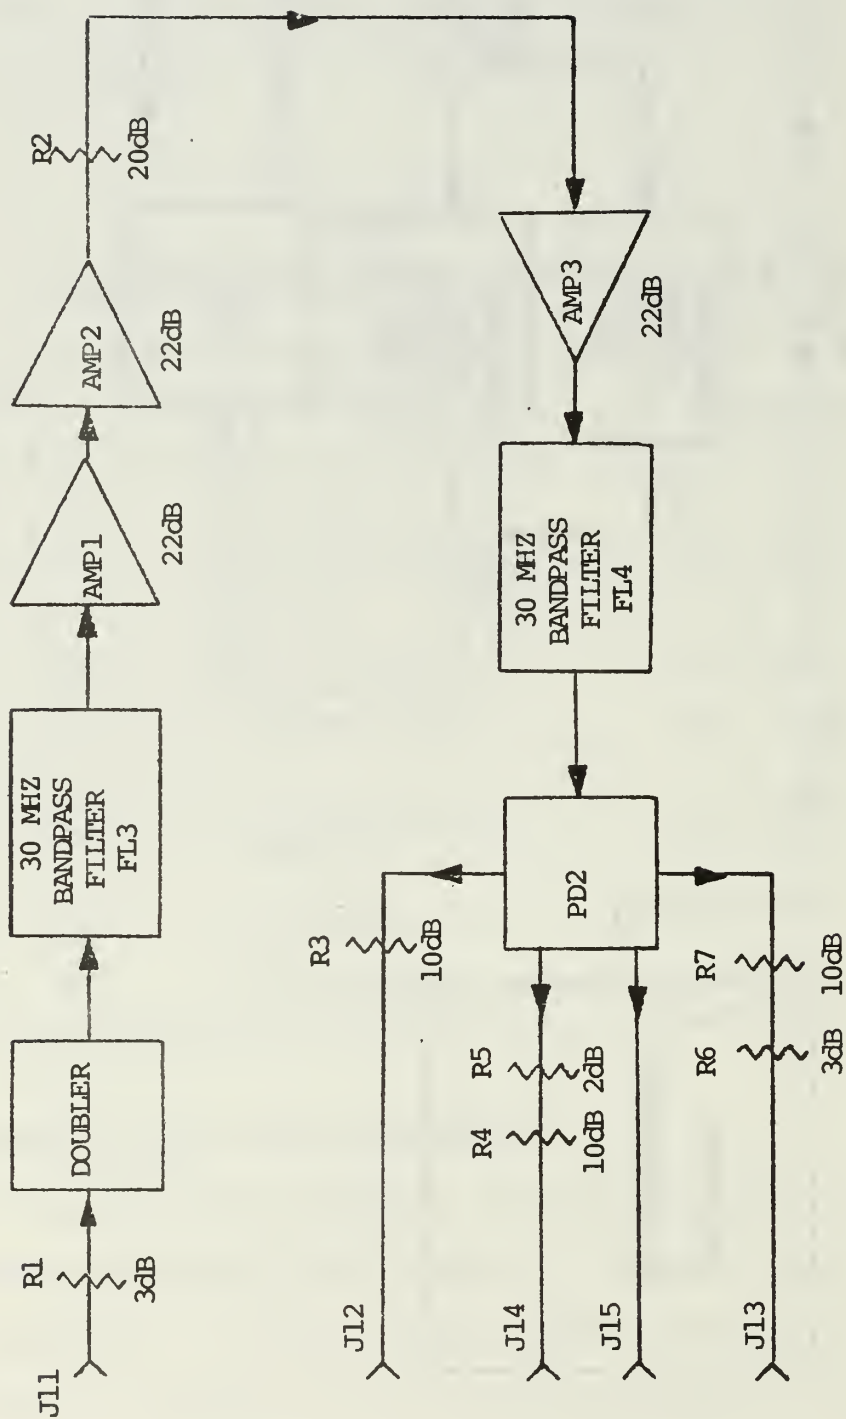 J11
R1
3dB
DOUBLER
30 MHZ
BANDPASS
FILTER
FL3
AMP1
22dB
AMP2
22dB
R2
20dB
AMP3
22dB
30 MHZ
BANDPASS
FILTER
FL4
PD2
R3
10dB
J12
R5
2dB
R4
10dB
J14
J15
R7
10dB
R6
3dB
J13